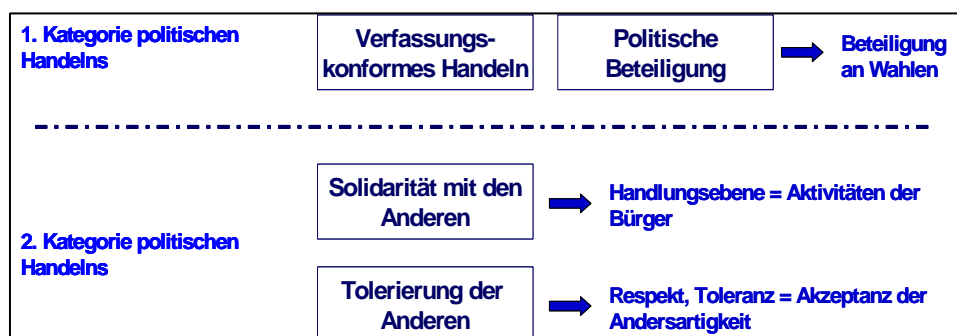 1. Kategorie politischen
Handelns
Verfassungs-
konformes Handeln
Politische
Beteiligung
Beteiligung
an Wahlen
Solidarität mit den
Anderen
Handlungsebene = Aktivitäten der
Bürger
2. Kategorie politischen
Handelns
Tolerierung der
Anderen
Respekt, Toleranz = Akzeptanz der
Andersartigkeit